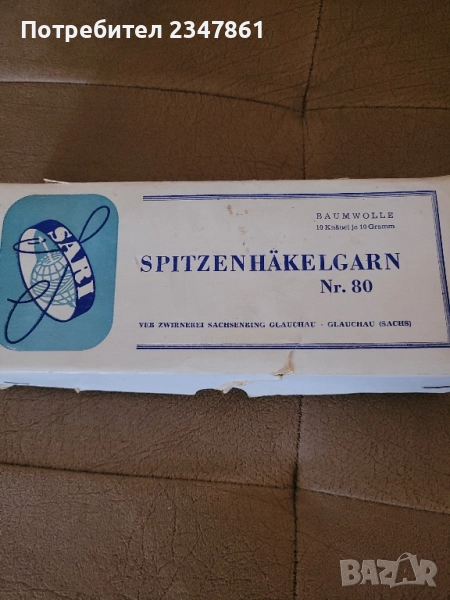 Потребител 2347861
SARI
BAUMWOLLE
10 Knäuel je 10 Gramm
SPITZENHÄKELGARN
Nr. 80
VEB ZWIRNEREI SACHSENRING GLAUCHAU · GLAUCHAU (SACHS)
BAZAR